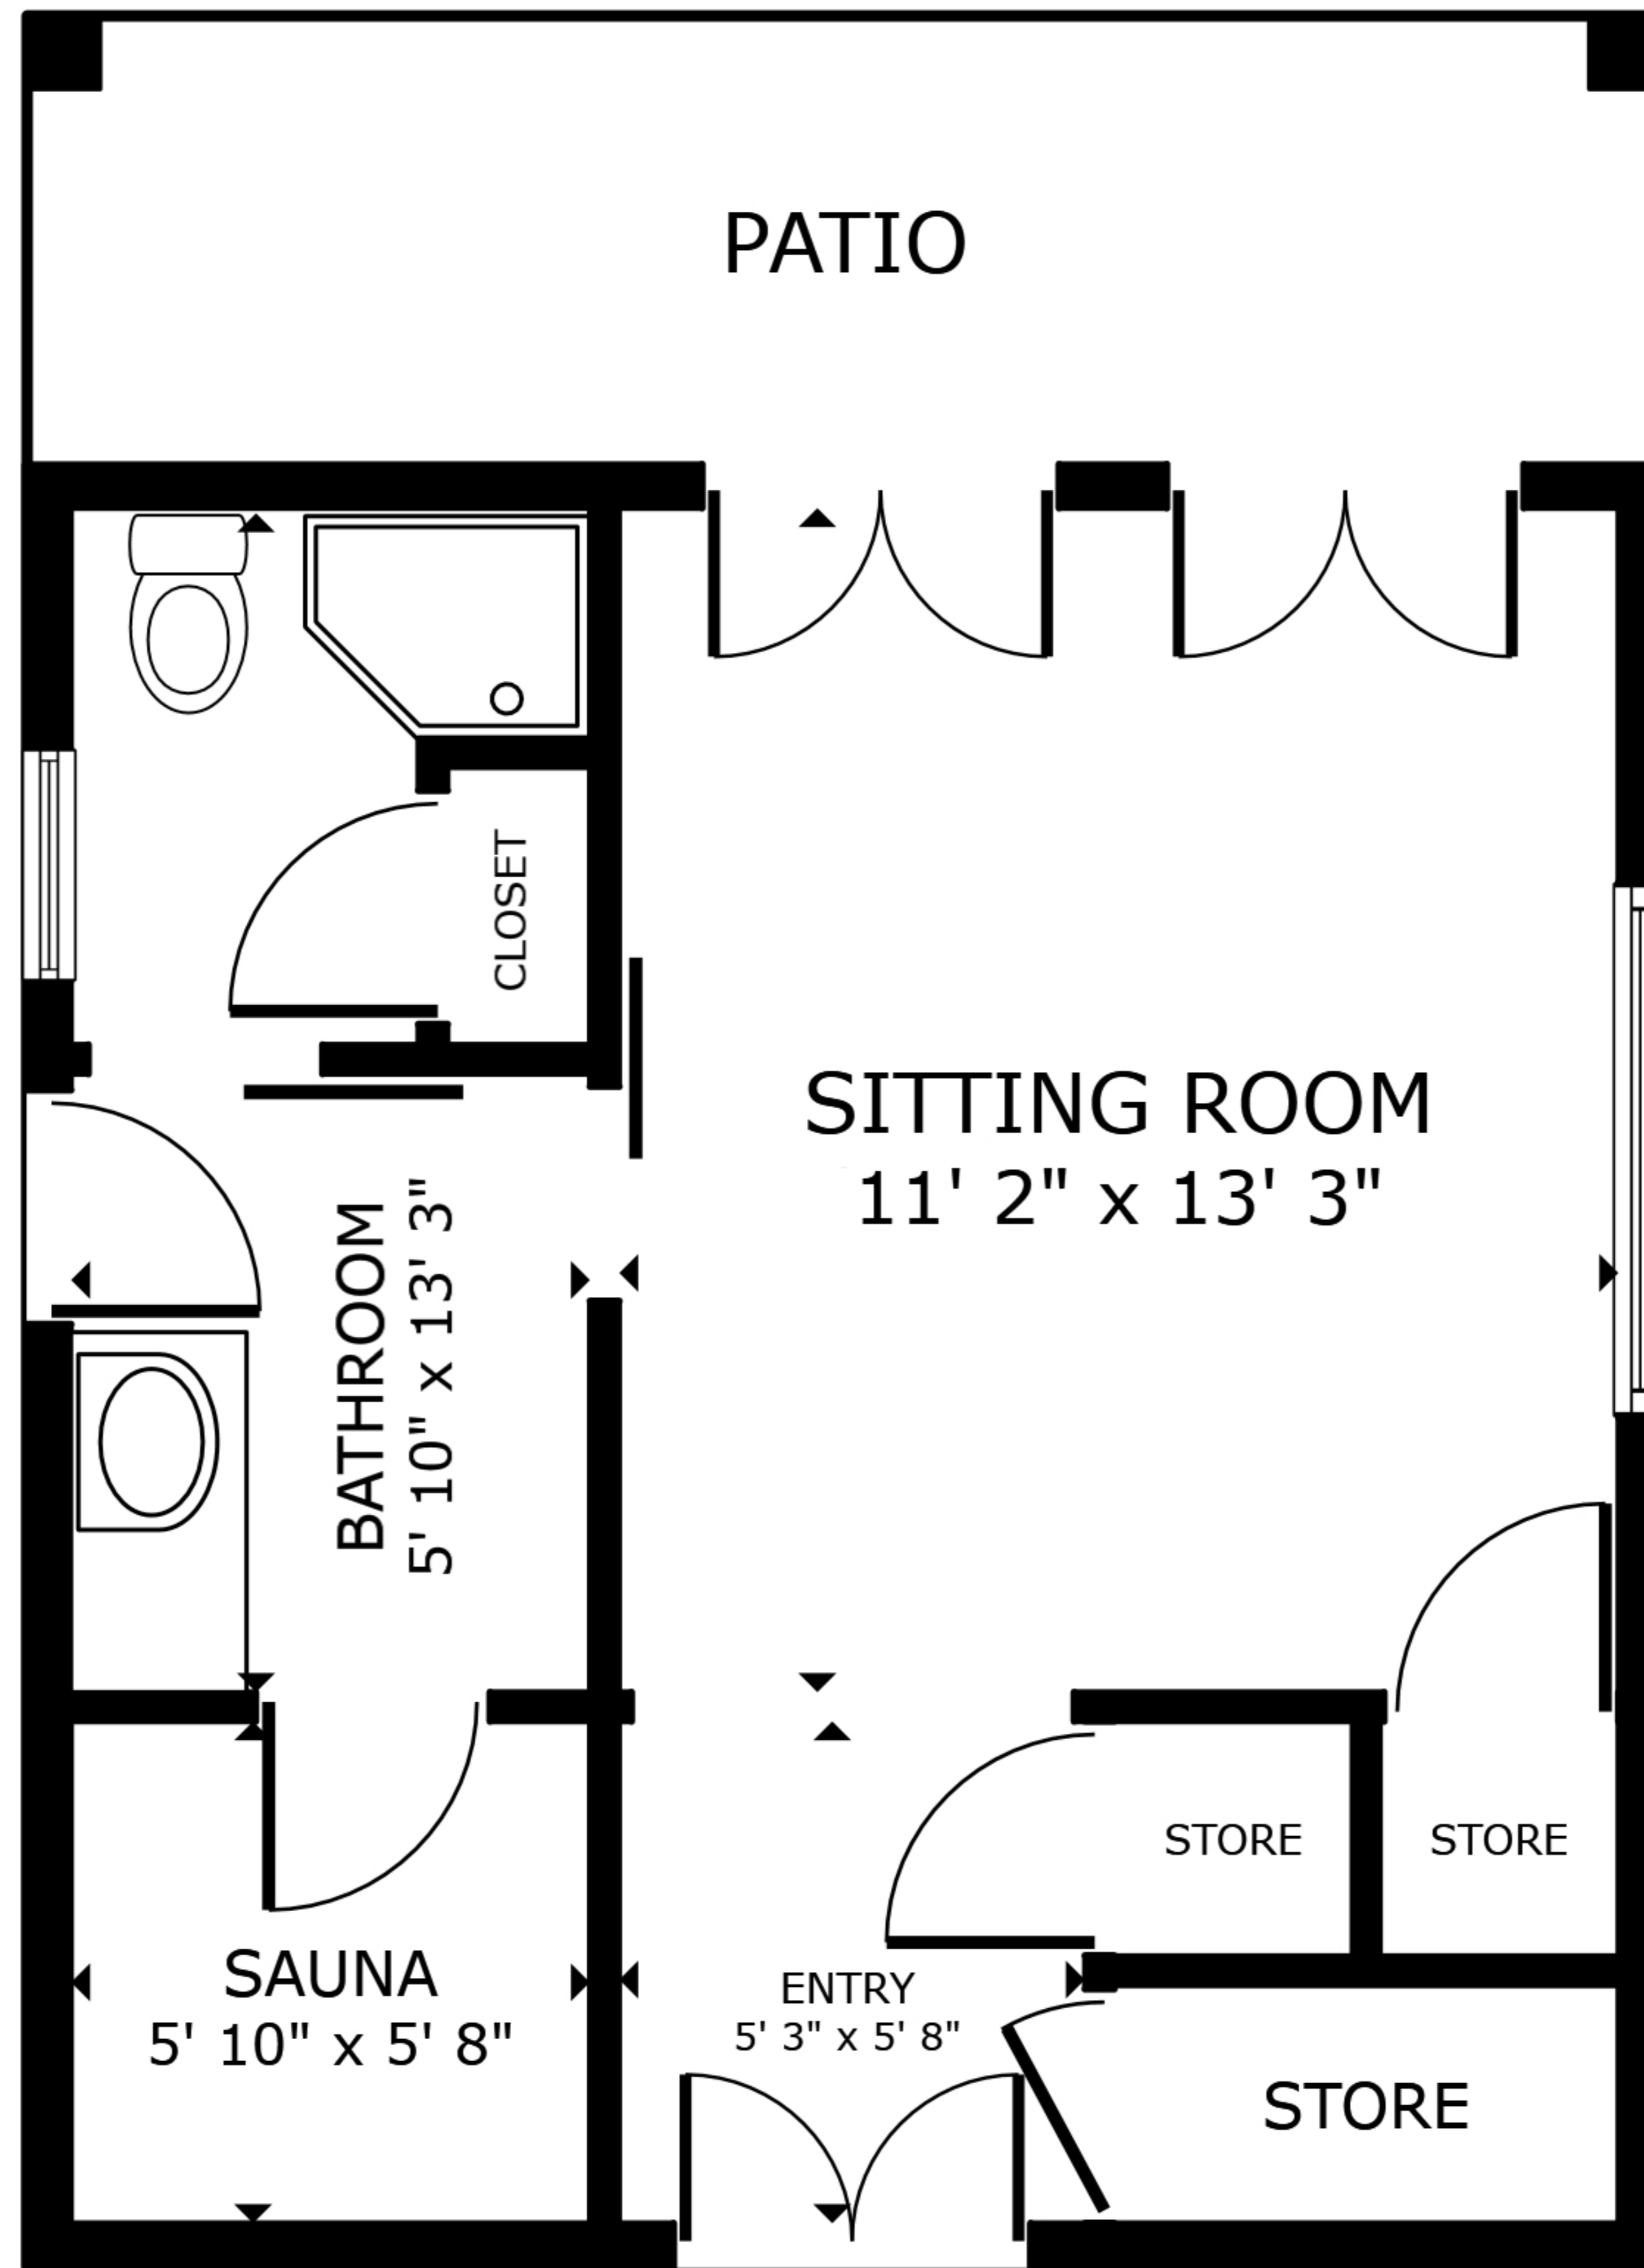 PATIO
CLOSET
SITTING ROOM
11' 2" x 13' 3"
BATHROOM
5' 10" x 13' 3"
STORE
STORE
SAUNA
5' 10" x 5' 8"
ENTRY
5' 3" x 5' 8"
STORE